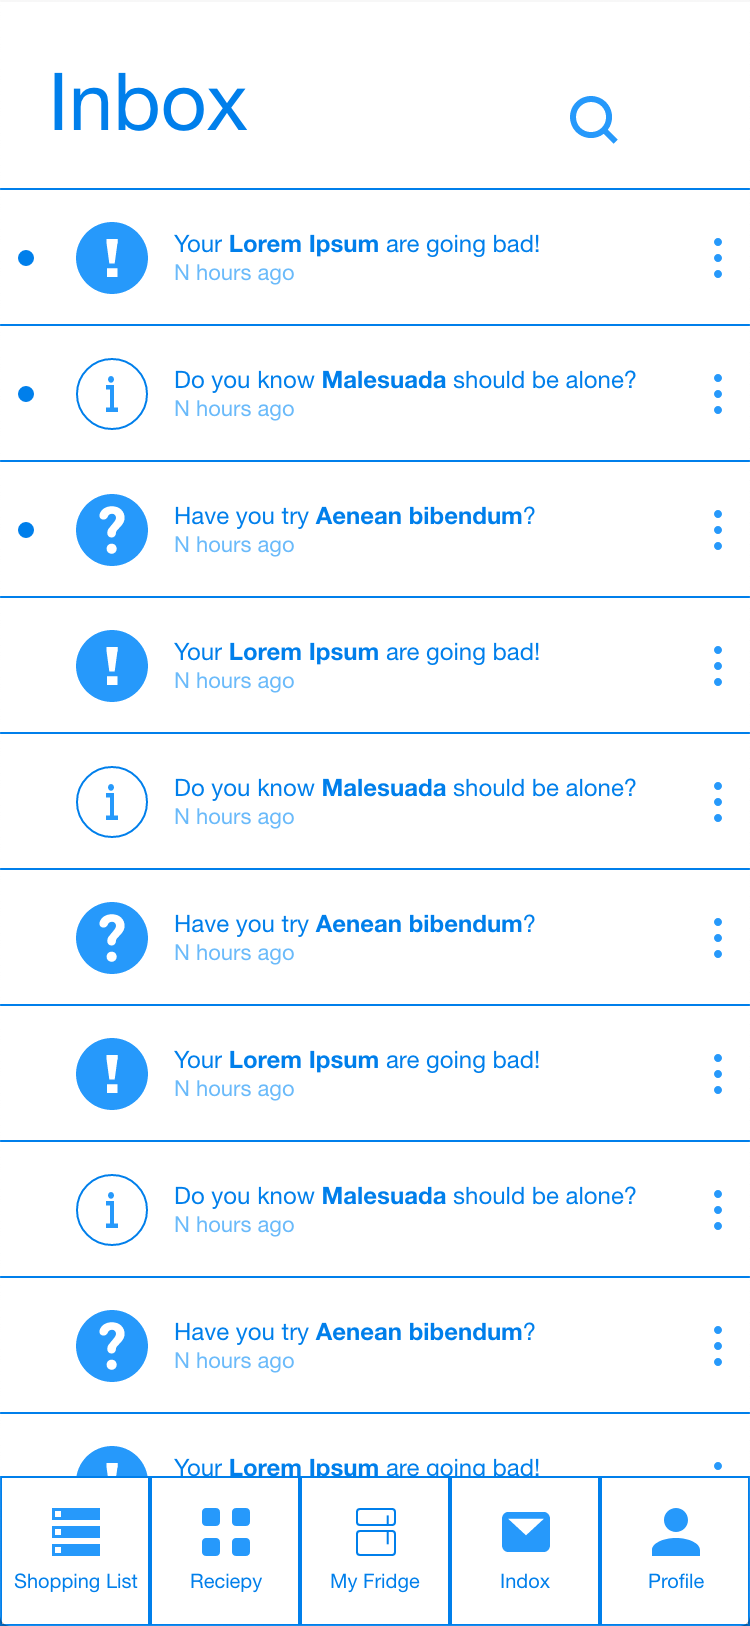 Inbox
Your Lorem Ipsum are going bad!
N hours ago
Do you know Malesuada should be alone?
N hours ago
Have you try Aenean bibendum?
N hours ago
Your Lorem Ipsum are going bad!
N hours ago
Do you know Malesuada should be alone?
N hours ago
Have you try Aenean bibendum?
N hours ago
Your Lorem Ipsum are going bad!
N hours ago
Do you know Malesuada should be alone?
N hours ago
Have you try Aenean bibendum?
N hours ago
Your Lorem Ipsum are going bad!
Shopping List
Reciepy
My Fridge
Indox
Profile